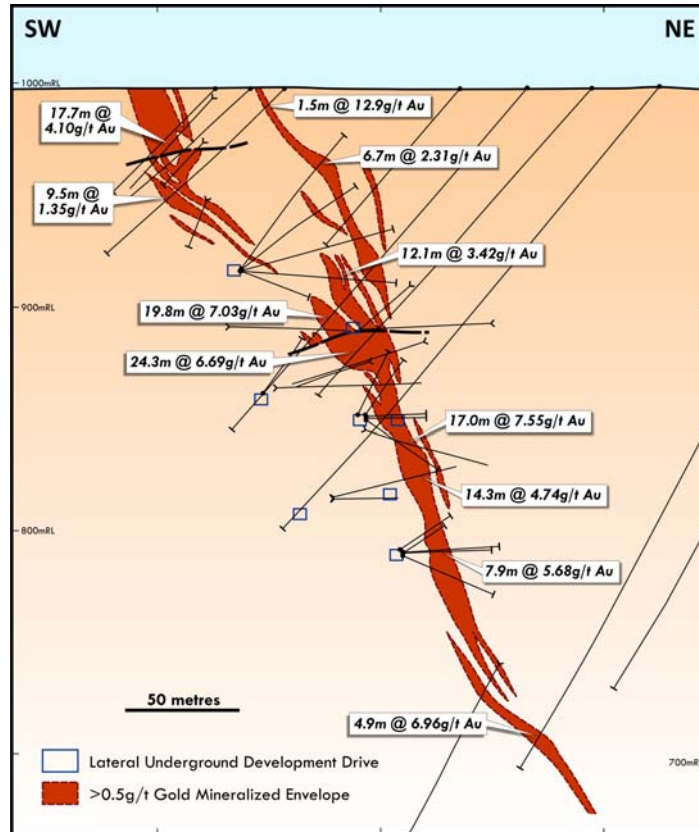 SW
NE
1000mRL
17.7m @
4.10g/t Au
1.5m @ 12.9g/t Au
6.7m @ 2.31g/t Au
9.5m @
1.35g/t Au
12.1m @ 3.42g/t Au
900mRL
19.8m @ 7.03g/t Au
24.3m @ 6.69g/t Au
17.0m @ 7.55g/t Au
14.3m @ 4.74g/t Au
800mRL
7.9m @ 5.68g/t Au
50 metres
4.9m @ 6.96g/t Au
Lateral Underground Development Drive
700mRL
>0.5g/t Gold Mineralized Envelope